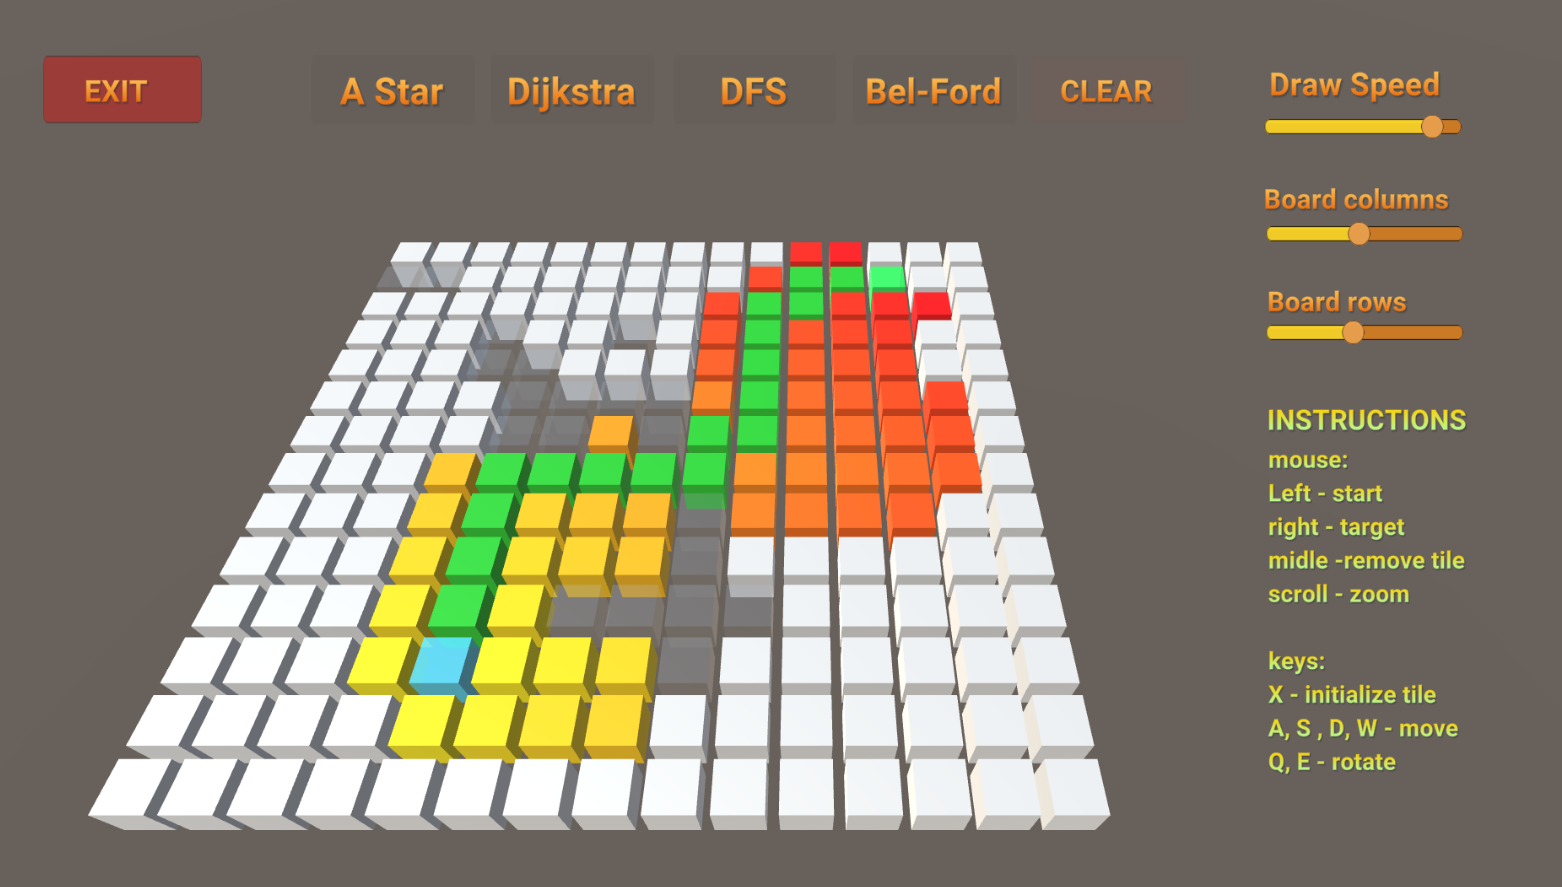 EXIT
A Star
Dijkstra
DFS
Bel-Ford
CLEAR
Draw Speed
Board columns
Board rows
INSTRUCTIONS
mouse:
Left - start
right - target
midle -remove tile
scroll - zoom
keys:
X - initialize tile
A, S , D, W - move
Q, E - rotate